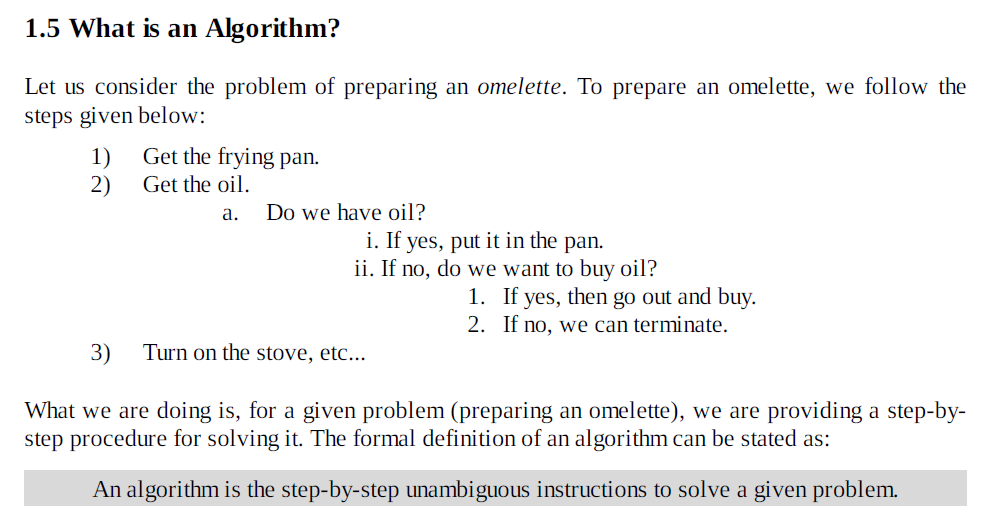 1.5 What is an Algorithm?
Let us consider the problem of preparing an omelette. To prepare an omelette, we follow the
steps given below:
1) Get the frying pan.
2) Get the oil.
a. Do we have oil?
i. If yes, put it in the pan.
ii. If no, do we want to buy oil?
1. If yes, then go out and buy.
2. If no, we can terminate.
3) Turn on the stove, etc...
What we are doing is, for a given problem (preparing an omelette), we are providing a step-by-
step procedure for solving it. The formal definition of an algorithm can be stated as:
An algorithm is the step-by-step unambiguous instructions to solve a given problem.